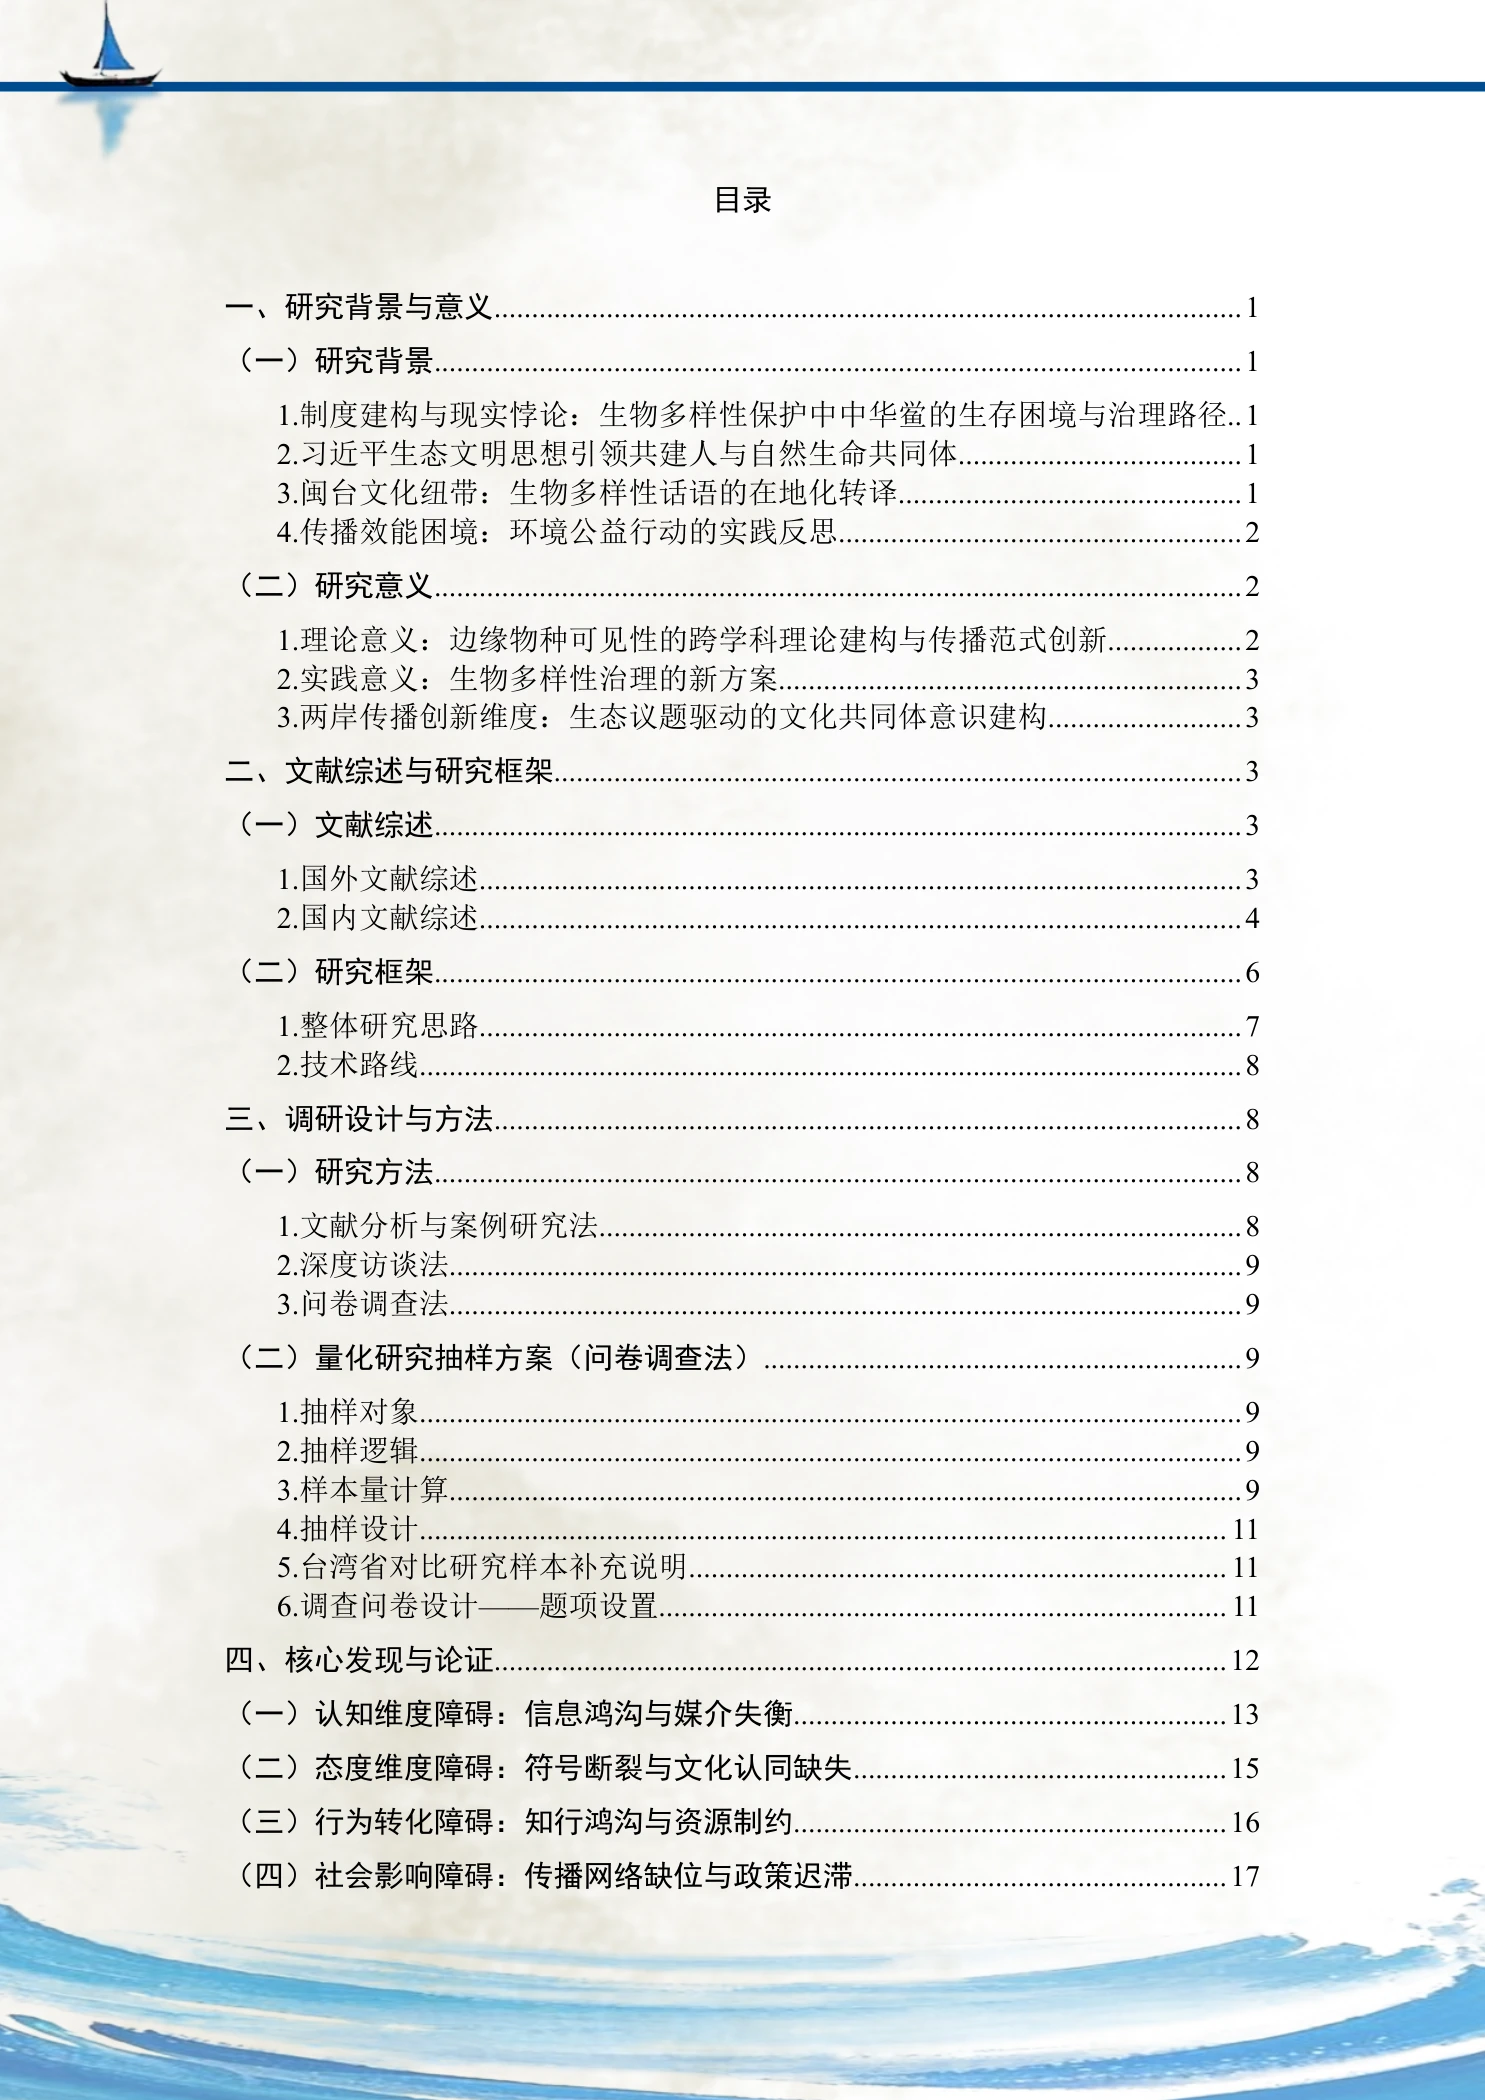 目录
一、研究背景与意义........1
（一）研究背景........1
1.制度建构与现实悖论：生物多样性保护中中华鲎的生存困境与治理路径..1
2.习近平生态文明思想引领共建人与自然生命共同体........1
3.闽台文化纽带：生物多样性话语的在地化转译........1
4.传播效能困境：环境公益行动的实践反思........2
（二）研究意义........2
1.理论意义：边缘物种可见性的跨学科理论建构与传播范式创新........2
2.实践意义：生物多样性治理的新方案........3
3.两岸传播创新维度：生态议题驱动的文化共同体意识建构........3
二、文献综述与研究框架........3
（一）文献综述........3
1.国外文献综述........3
2.国内文献综述........4
（二）研究框架........6
1.整体研究思路........7
2.技术路线........8
三、调研设计与方法........8
（一）研究方法........8
1.文献分析与案例研究法........8
2.深度访谈法........9
3.问卷调查法........9
（二）量化研究抽样方案（问卷调查法）........9
1.抽样对象........9
2.抽样逻辑........9
3.样本量计算........9
4.抽样设计........11
5.台湾省对比研究样本补充说明........11
6.调查问卷设计——题项设置........11
四、核心发现与论证........12
（一）认知维度障碍：信息鸿沟与媒介失衡........13
（二）态度维度障碍：符号断裂与文化认同缺失........15
（三）行为转化障碍：知行鸿沟与资源制约........16
（四）社会影响障碍：传播网络缺位与政策迟滞........17